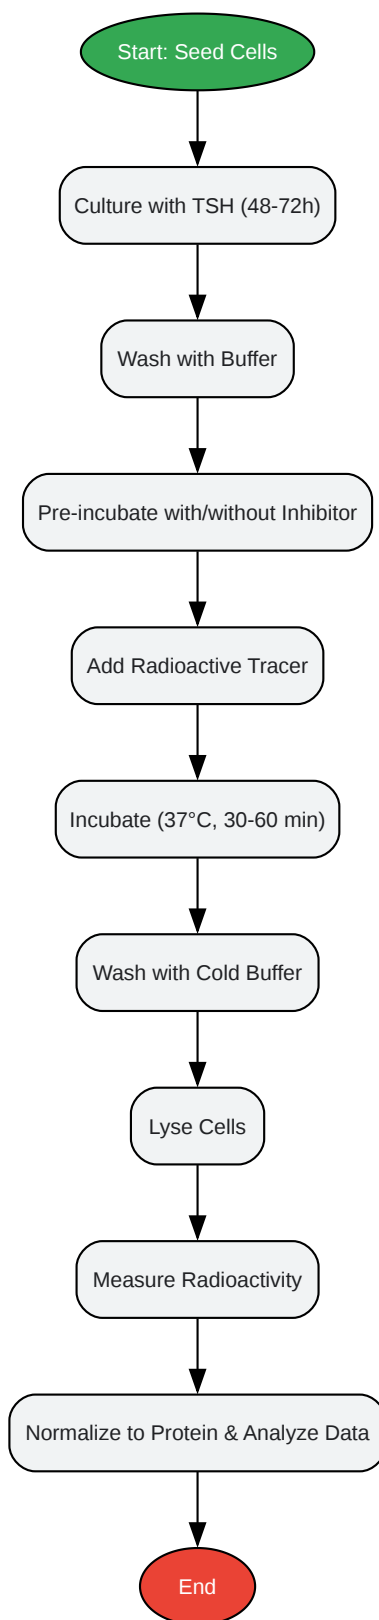 Start: Seed Cells
Culture with TSH (48-72h)
Wash with Buffer
Pre-incubate with/without Inhibitor
Add Radioactive Tracer
Incubate (37°C, 30-60 min)
Wash with Cold Buffer
Lyse Cells
Measure Radioactivity
Normalize to Protein & Analyze Data
End